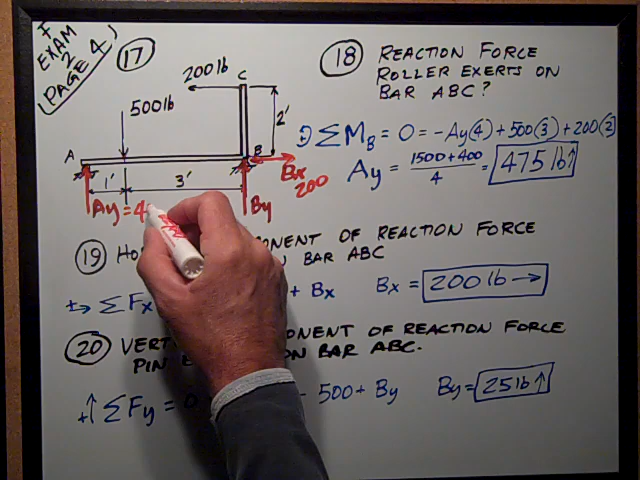 I
EXAM
2
(PAGE 4)
17
200lb
C
500lb
2'
A
B
Bx
200
1'
3'
Ay = 4
By
18 REACTION FORCE
ROLLER EXERTS ON
BAR ABC?
ΣMB = 0 = -Ay(4) + 500(3) + 200(2)
Ay = (1500+400)/4 = 475 lb↑
19 OF REACTION FORCE
ON BAR ABC
+→ ΣFx + Bx Bx = 200 lb →
20 OF REACTION FORCE
PIN ON BAR ABC.
+↑ ΣFy = 0 - 500 + By By = 25 lb ↑